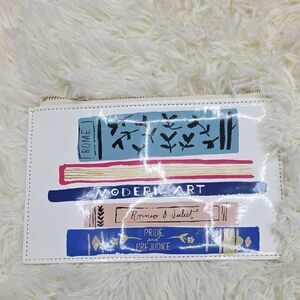 ROME
MODERN ART
Romeo & Juliet
PRIDE
and
PREJUDICE